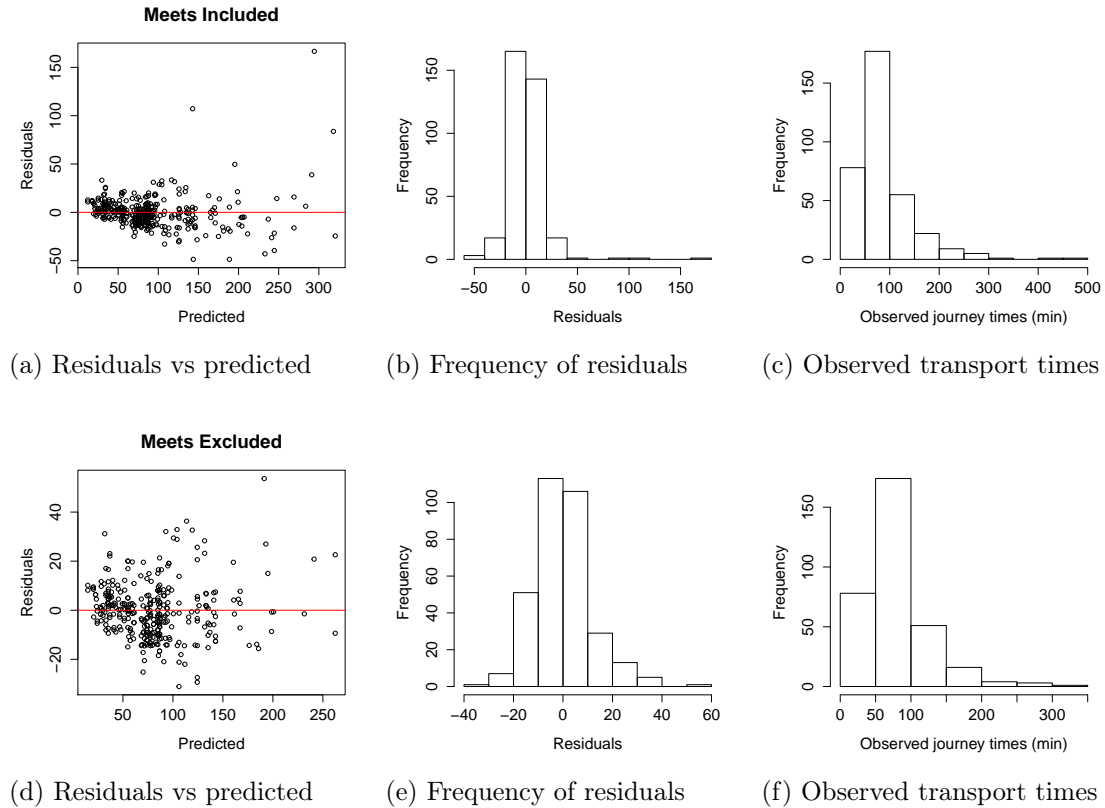 Meets Included
Residuals
−50 0 50 100 150
0 50 100 150 200 250 300
Predicted
Frequency
0 50 100 150
−50 0 50 100 150
Residuals
Frequency
0 50 100 150
0 100 200 300 400 500
Observed journey times (min)
(a) Residuals vs predicted
(b) Frequency of residuals
(c) Observed transport times
Meets Excluded
Residuals
−20 0 20 40
50 100 150 200 250
Predicted
Frequency
0 20 40 60 80 100
−40 −20 0 20 40 60
Residuals
Frequency
0 50 100 150
0 50 100 200 300
Observed journey times (min)
(d) Residuals vs predicted
(e) Frequency of residuals
(f) Observed transport times